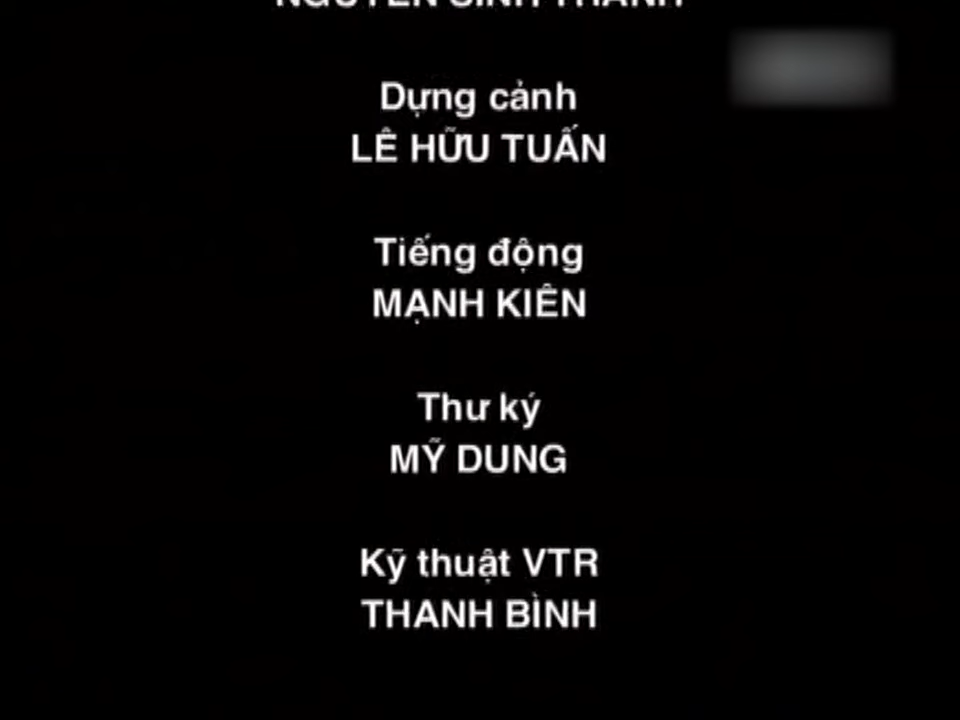 Dựng cảnh
LÊ HỮU TUẤN
Tiếng động
MẠNH KIÊN
Thư ký
MỸ DUNG
Kỹ thuật VTR
THANH BÌNH